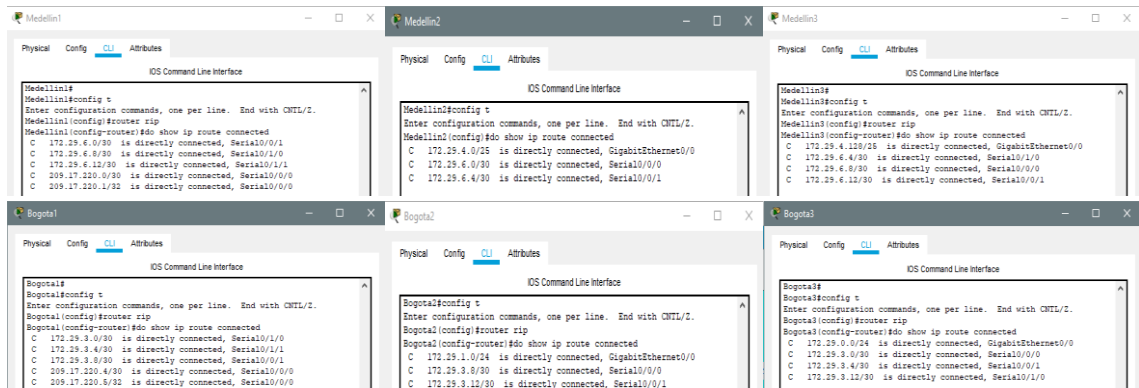 Medellin1
Physical Config CLI Attributes
IOS Command Line Interface
Medellin1#
Medellin1#config t
Enter configuration commands, one per line. End with CNTL/Z.
Medellin1(config)#router rip
Medellin1(config-router)#do show ip route connected
C 172.29.6.0/30 is directly connected, Serial0/0/1
C 172.29.6.8/30 is directly connected, Serial0/1/0
C 172.29.6.12/30 is directly connected, Serial0/1/1
C 209.17.220.0/30 is directly connected, Serial0/0/0
C 209.17.220.1/32 is directly connected, Serial0/0/0
Medellin2
Physical Config CLI Attributes
IOS Command Line Interface
Medellin2#config t
Enter configuration commands, one per line. End with CNTL/Z.
Medellin2(config)#do show ip route connected
C 172.29.4.0/25 is directly connected, GigabitEthernet0/0
C 172.29.6.0/30 is directly connected, Serial0/0/0
C 172.29.6.4/30 is directly connected, Serial0/0/1
Medellin3
Physical Config CLI Attributes
IOS Command Line Interface
Medellin3#
Medellin3#config t
Enter configuration commands, one per line. End with CNTL/Z.
Medellin3(config)#router rip
Medellin3(config-router)#do show ip route connected
C 172.29.4.128/25 is directly connected, GigabitEthernet0/0
C 172.29.6.4/30 is directly connected, Serial0/1/0
C 172.29.6.8/30 is directly connected, Serial0/0/0
C 172.29.6.12/30 is directly connected, Serial0/0/1
Bogota1
Physical Config CLI Attributes
IOS Command Line Interface
Bogota1#
Bogota1#config t
Enter configuration commands, one per line. End with CNTL/Z.
Bogota1(config)#router rip
Bogota1(config-router)#do show ip route connected
C 172.29.3.0/30 is directly connected, Serial0/1/0
C 172.29.3.4/30 is directly connected, Serial0/1/1
C 172.29.3.8/30 is directly connected, Serial0/0/1
C 209.17.220.4/30 is directly connected, Serial0/0/0
C 209.17.220.5/32 is directly connected, Serial0/0/0
Bogota2
Physical Config CLI Attributes
IOS Command Line Interface
Bogota2#config t
Enter configuration commands, one per line. End with CNTL/Z.
Bogota2(config)#router rip
Bogota2(config-router)#do show ip route connected
C 172.29.1.0/24 is directly connected, GigabitEthernet0/0
C 172.29.3.8/30 is directly connected, Serial0/0/0
C 172.29.3.12/30 is directly connected, Serial0/0/1
Bogota3
Physical Config CLI Attributes
IOS Command Line Interface
Bogota3#
Bogota3#config t
Enter configuration commands, one per line. End with CNTL/Z.
Bogota3(config)#router rip
Bogota3(config-router)#do show ip route connected
C 172.29.0.0/24 is directly connected, GigabitEthernet0/0
C 172.29.3.0/30 is directly connected, Serial0/0/0
C 172.29.3.4/30 is directly connected, Serial0/0/1
C 172.29.3.12/30 is directly connected, Serial0/1/0